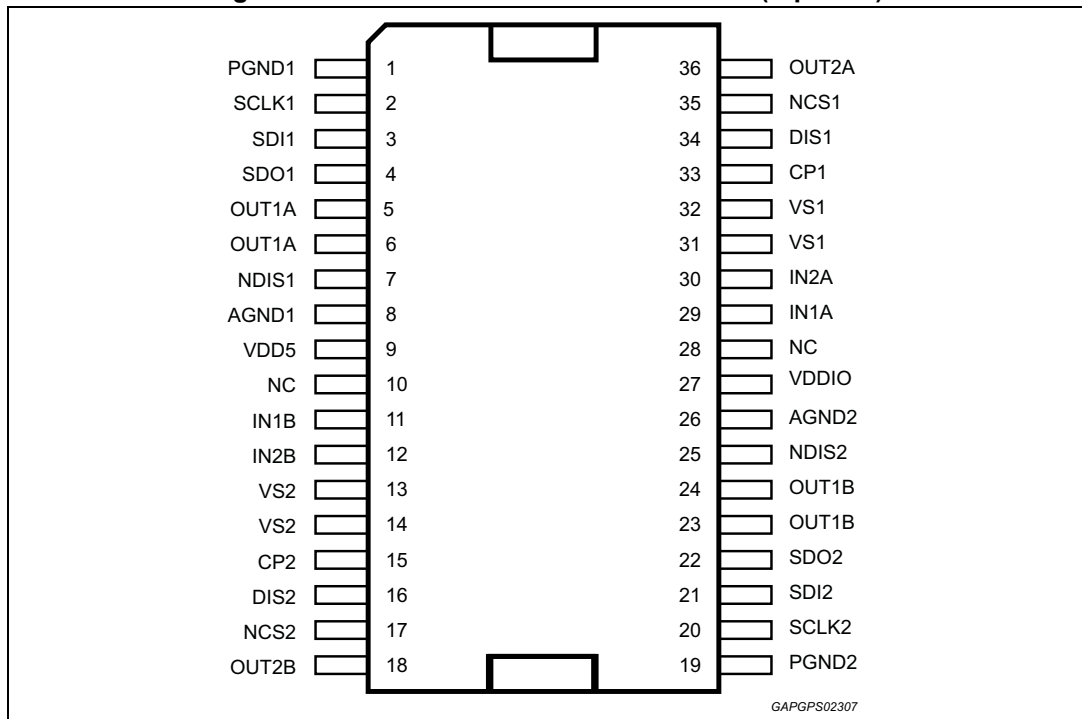 PGND1 1 36 OUT2A
SCLK1 2 35 NCS1
SDI1 3 34 DIS1
SDO1 4 33 CP1
OUT1A 5 32 VS1
OUT1A 6 31 VS1
NDIS1 7 30 IN2A
AGND1 8 29 IN1A
VDD5 9 28 NC
NC 10 27 VDDIO
IN1B 11 26 AGND2
IN2B 12 25 NDIS2
VS2 13 24 OUT1B
VS2 14 23 OUT1B
CP2 15 22 SDO2
DIS2 16 21 SDI2
NCS2 17 20 SCLK2
OUT2B 18 19 PGND2
GAPGPS02307